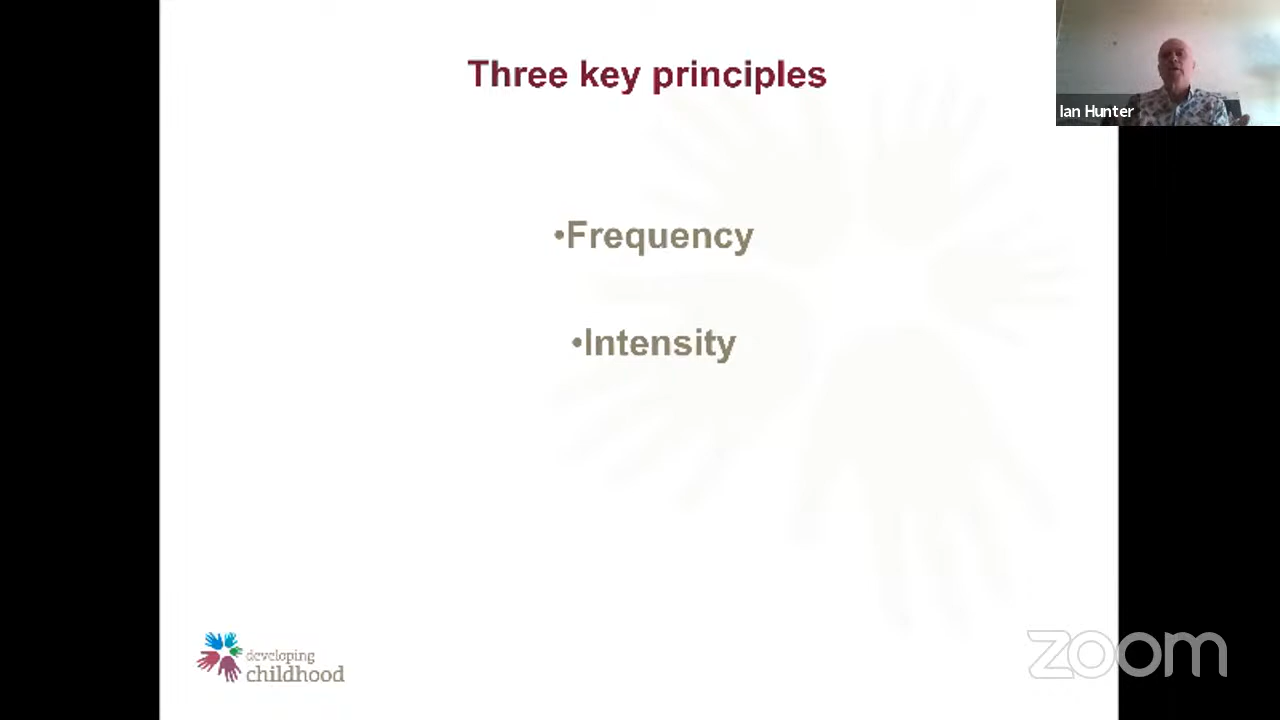 Three key principles
Ian Hunter
•Frequency
•Intensity
developing
childhood
zoom